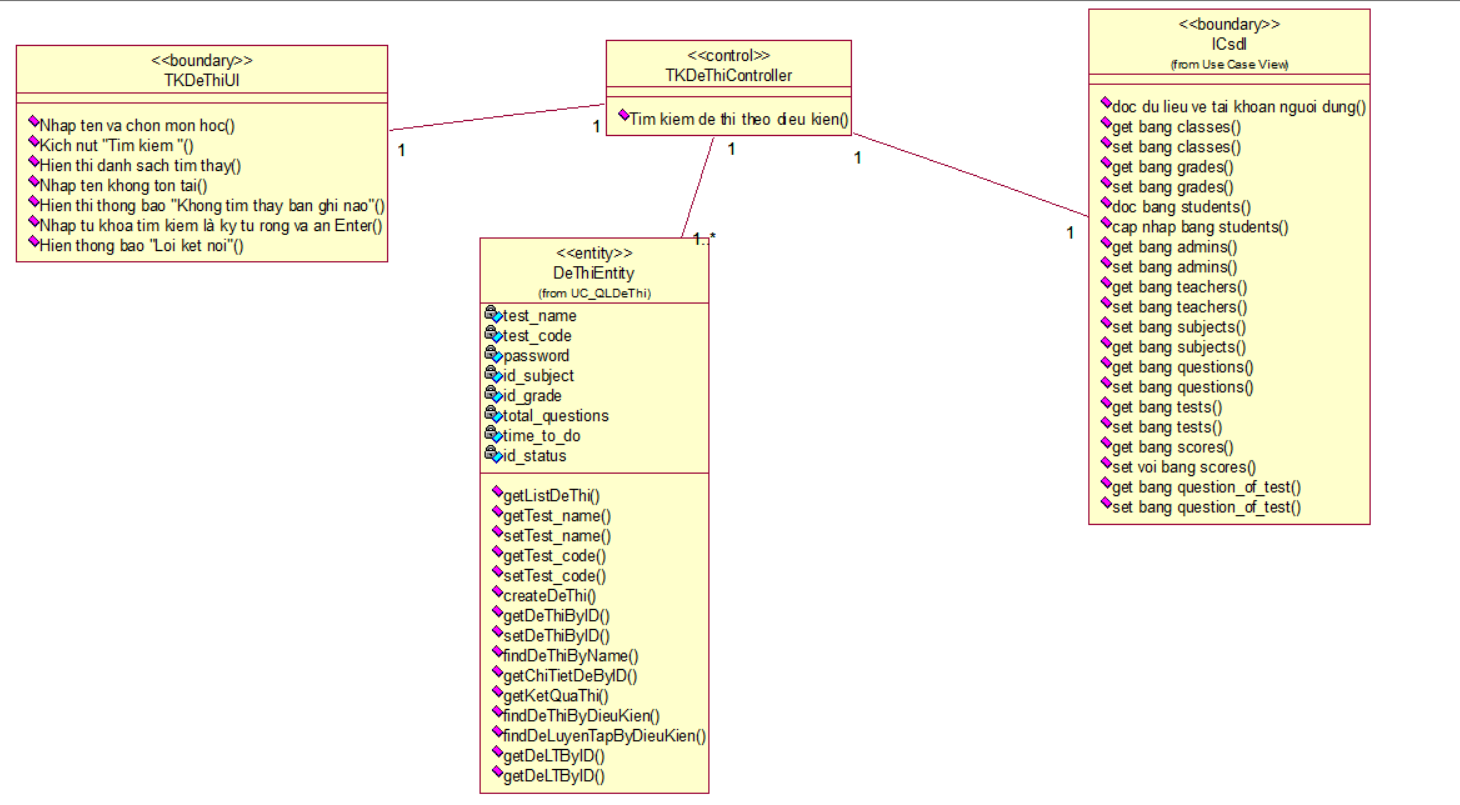 <<boundary>>
TKDeThiUI
Nhap ten va chon mon hoc()
Kich nut "Tim kiem "()
Hien thi danh sach tim thay()
Nhap ten khong ton tai()
Hien thi thong bao "Khong tim thay ban ghi nao"()
Nhap tu khoa tim kiem là ky tu rong va an Enter()
Hien thong bao "Loi ket noi"()
1
1
<<control>>
TKDeThiController
Tim kiem de thi theo dieu kien()
1
1
1..*
1
<<entity>>
DeThiEntity
(from UC_QLDeThi)
test_name
test_code
password
id_subject
id_grade
total_questions
time_to_do
id_status
getListDeThi()
getTest_name()
setTest_name()
getTest_code()
setTest_code()
createDeThi()
getDeThiByID()
setDeThiByID()
findDeThiByName()
getChiTietDeByID()
getKetQuaThi()
findDeThiByDieuKien()
findDeLuyenTapByDieuKien()
getDeLTByID()
getDeLTByID()
<<boundary>>
ICsdl
(from Use Case View)
doc du lieu ve tai khoan nguoi dung()
get bang classes()
set bang classes()
get bang grades()
set bang grades()
doc bang students()
cap nhap bang students()
get bang admins()
set bang admins()
get bang teachers()
set bang teachers()
set bang subjects()
get bang subjects()
get bang questions()
set bang questions()
get bang tests()
set bang tests()
get bang scores()
set voi bang scores()
get bang question_of_test()
set bang question_of_test()